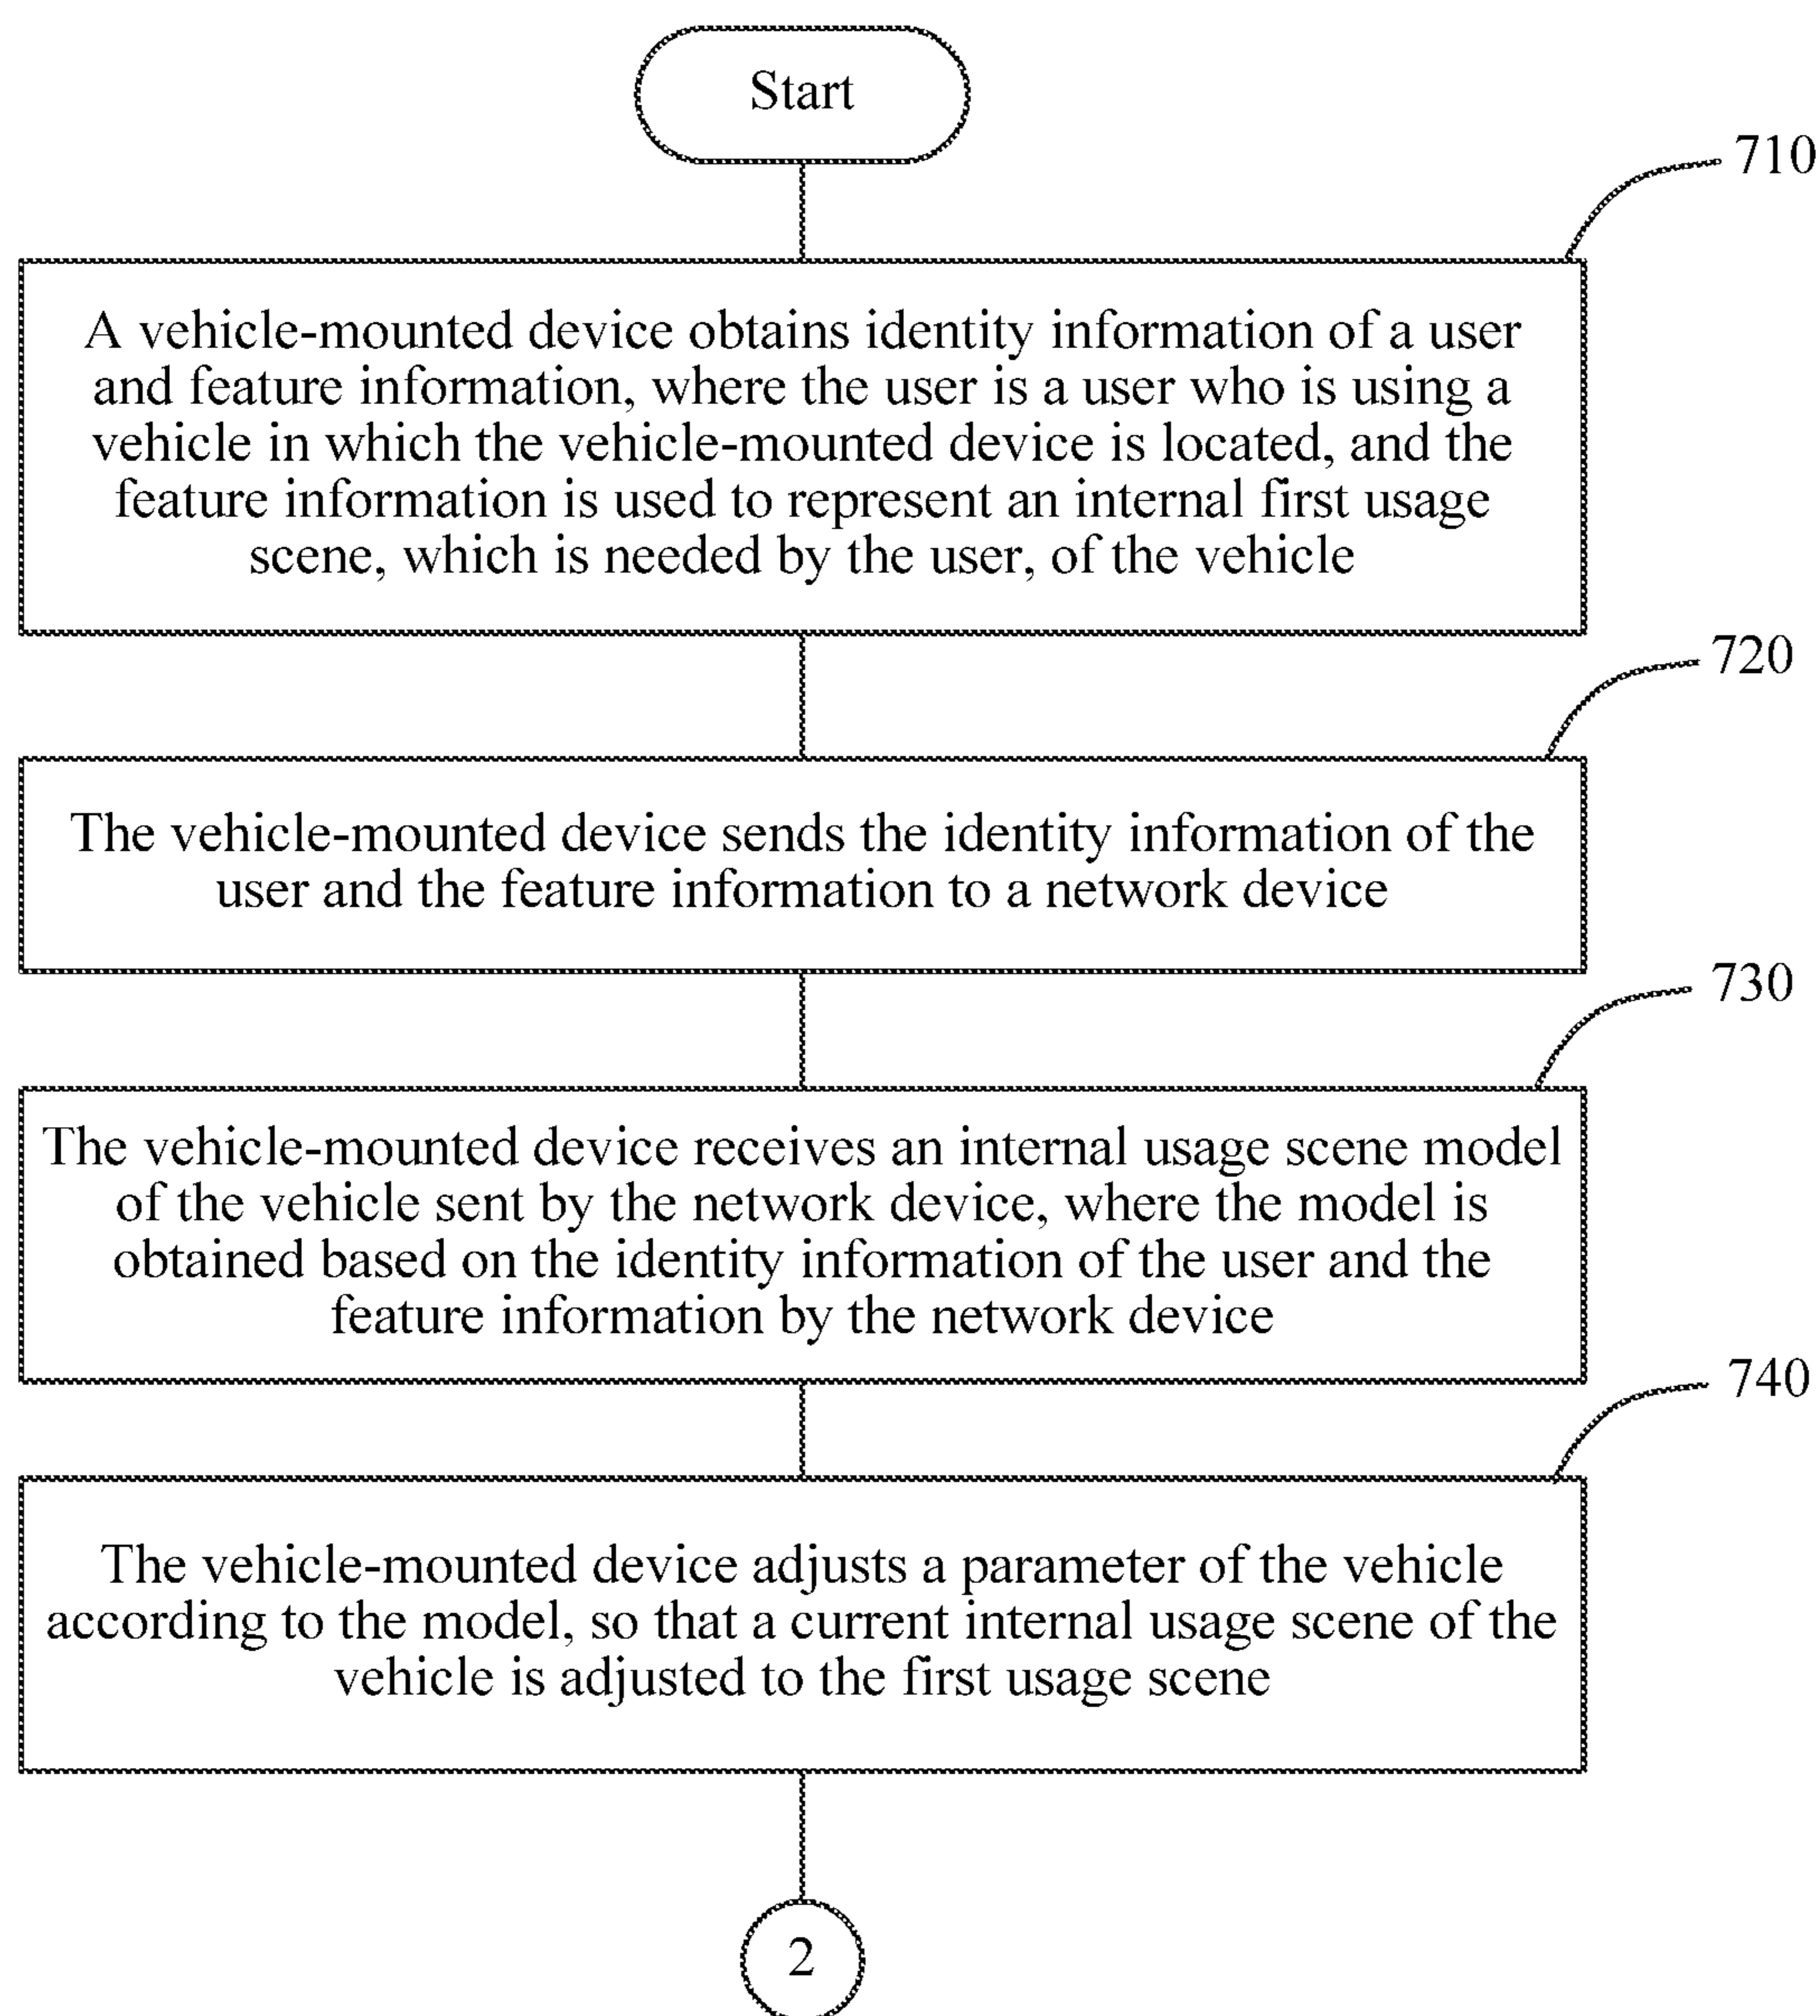 Start
710
A vehicle-mounted device obtains identity information of a user
and feature information, where the user is a user who is using a
vehicle in which the vehicle-mounted device is located, and the
feature information is used to represent an internal first usage
scene, which is needed by the user, of the vehicle
720
The vehicle-mounted device sends the identity information of the
user and the feature information to a network device
730
The vehicle-mounted device receives an internal usage scene model
of the vehicle sent by the network device, where the model is
obtained based on the identity information of the user and the
feature information by the network device
740
The vehicle-mounted device adjusts a parameter of the vehicle
according to the model, so that a current internal usage scene of the
vehicle is adjusted to the first usage scene
2